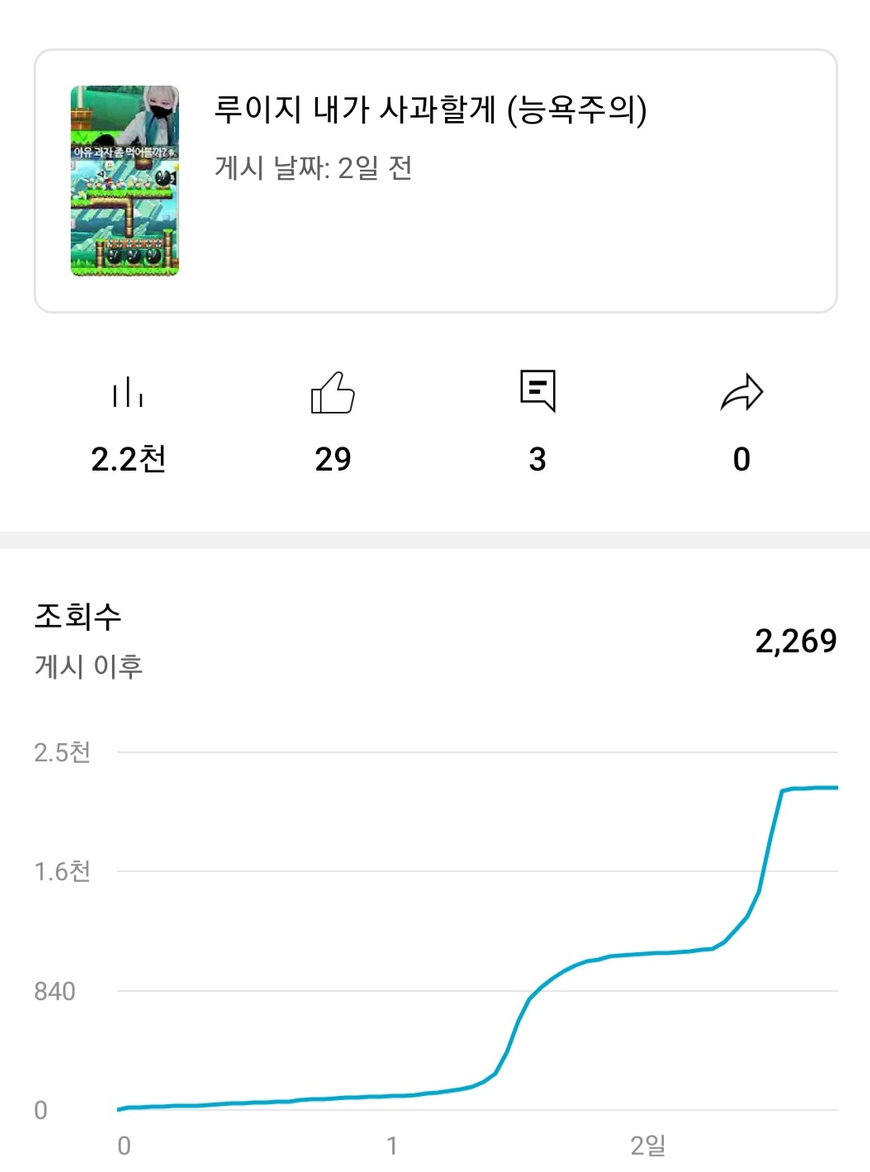 루이지 내가 사과할게 (능욕주의)
게시 날짜: 2일 전
아유 과자 좀 먹어볼까?
2.2천
29
3
0
조회수
게시 이후
2,269
2.5천
1.6천
840
0
0
1
2일